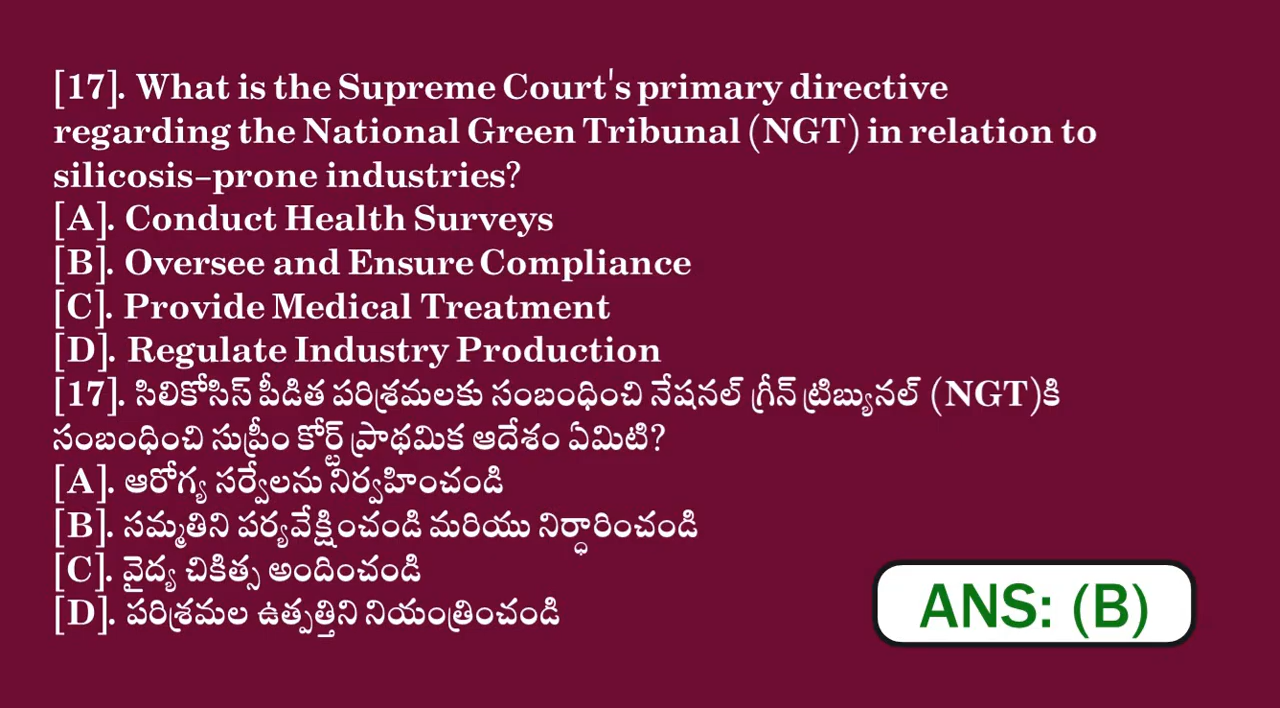 [17]. What is the Supreme Court's primary directive
regarding the National Green Tribunal (NGT) in relation to
silicosis-prone industries?
[A]. Conduct Health Surveys
[B]. Oversee and Ensure Compliance
[C]. Provide Medical Treatment
[D]. Regulate Industry Production
[17]. సిలికోసిస్ పీడిత పరిశ్రమలకు సంబంధించి నేషనల్ గ్రీన్ ట్రిబ్యునల్ (NGT)కి
సంబంధించి సుప్రీం కోర్ట్ ప్రాథమిక ఆదేశం ఏమిటి?
[A]. ఆరోగ్య సర్వేలను నిర్వహించండి
[B]. సమ్మతిని పర్యవేక్షించండి మరియు నిర్ధారించండి
[C]. వైద్య చికిత్స అందించండి
[D]. పరిశ్రమల ఉత్పత్తిని నియంత్రించండి
ANS: (B)